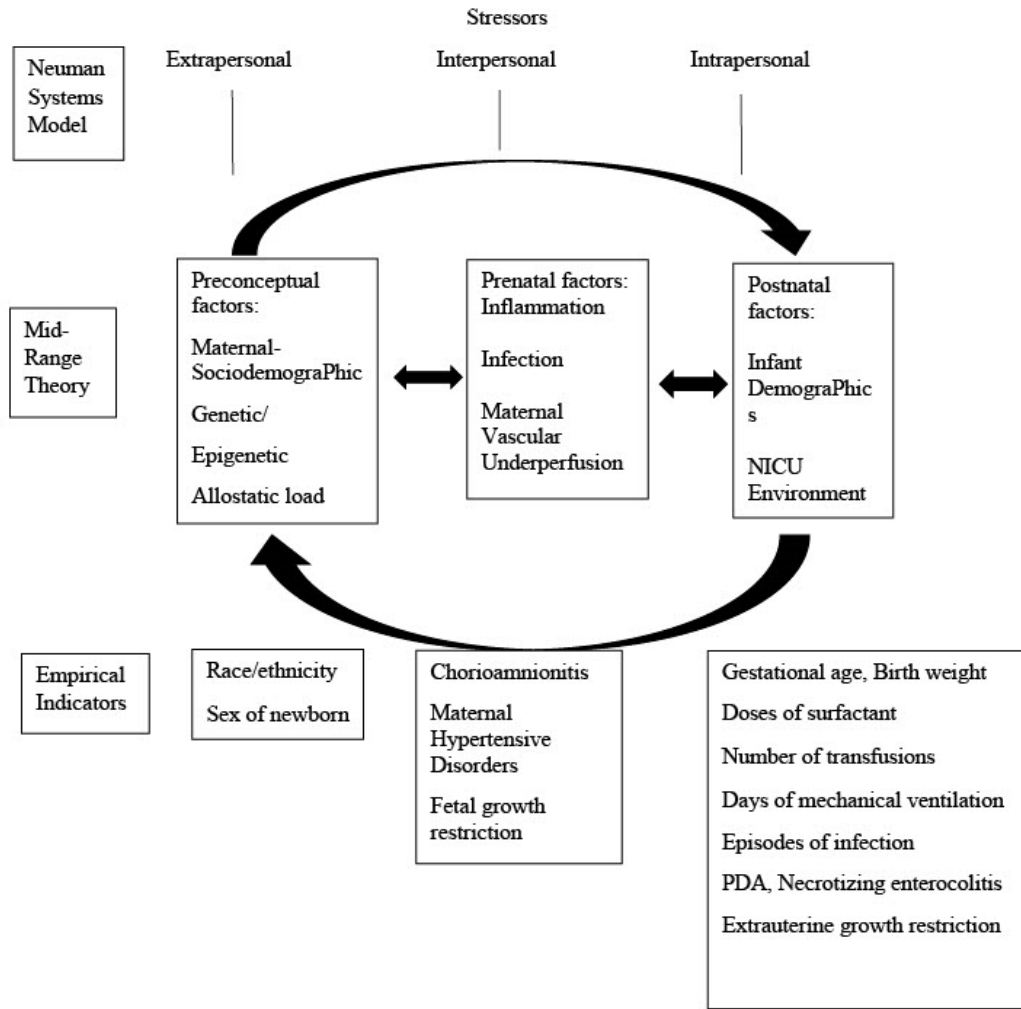 Stressors
Neuman
Systems
Model
Extrapersonal
Interpersonal
Intrapersonal
Mid-
Range
Theory
Preconceptual
factors:
Maternal-
SociodemograPhic
Genetic/
Epigenetic
Allostatic load
Prenatal factors:
Inflammation
Infection
Maternal
Vascular
Underperfusion
Postnatal
factors:
Infant
DemograPhic
s
NICU
Environment
Empirical
Indicators
Race/ethnicity
Sex of newborn
Chorioamnionitis
Maternal
Hypertensive
Disorders
Fetal growth
restriction
Gestational age, Birth weight
Doses of surfactant
Number of transfusions
Days of mechanical ventilation
Episodes of infection
PDA, Necrotizing enterocolitis
Extrauterine growth restriction